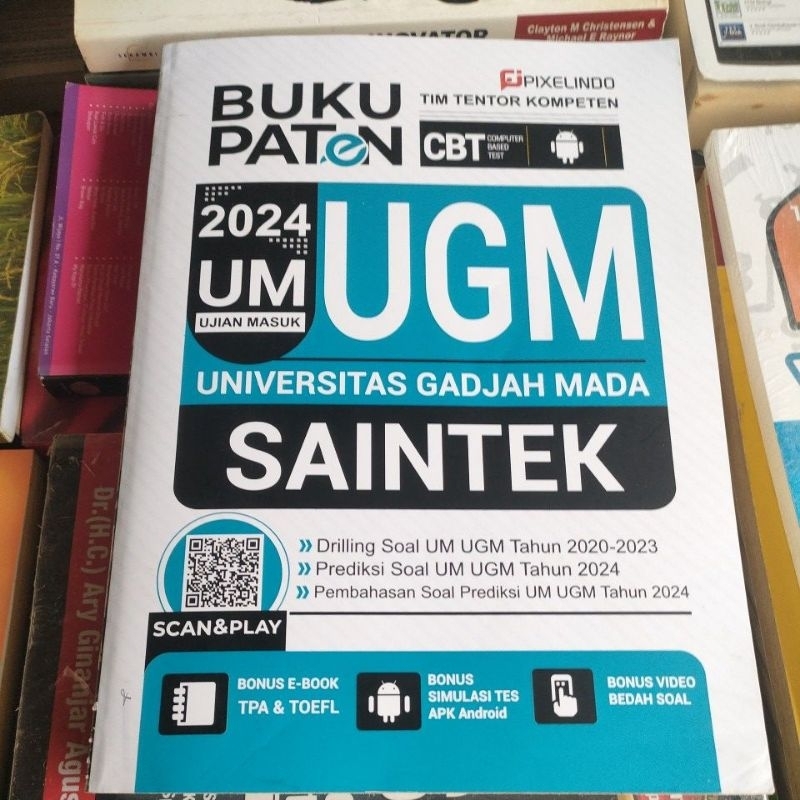 Clayton M Christensen &
Michael E Raynor
BUKU
PATeN
PIXELINDO
TIM TENTOR KOMPETEN
CBT
COMPUTER
BASED
TEST
2024
UM
UJIAN MASUK
UGM
UNIVERSITAS GADJAH MADA
SAINTEK
Drilling Soal UM UGM Tahun 2020-2023
Prediksi Soal UM UGM Tahun 2024
Pembahasan Soal Prediksi UM UGM Tahun 2024
SCAN&PLAY
BONUS E-BOOK
TPA & TOEFL
BONUS
SIMULASI TES
APK Android
BONUS VIDEO
BEDAH SOAL
Dr.(H.C.) Ary Ginanjar Agus